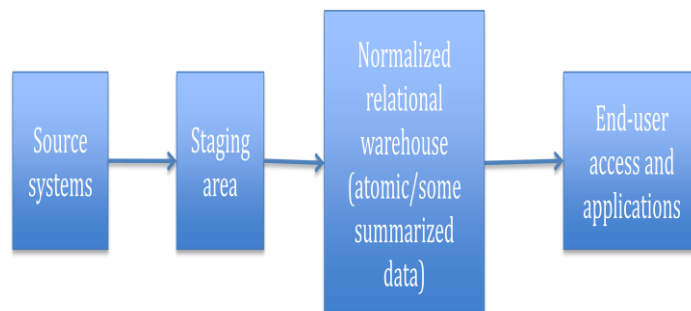 Source
systems
Staging
area
Normalized
relational
warehouse
(atomic/some
summarized
data)
End-user
access and
applications